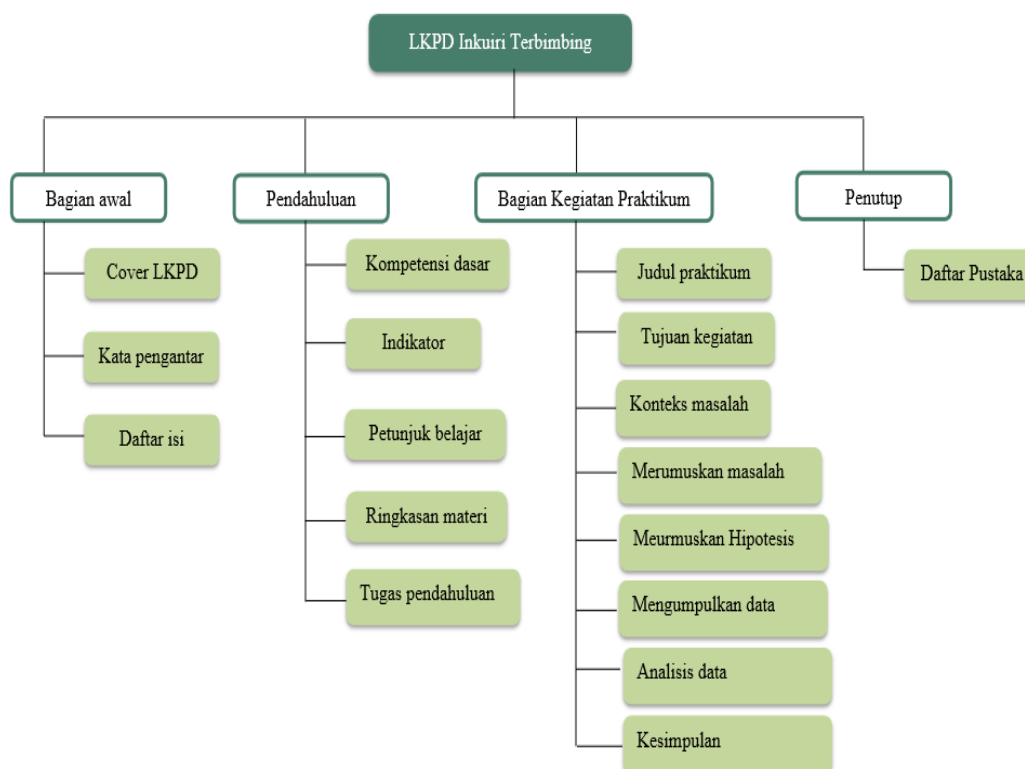 LKPD Inkuiri Terbimbing
Bagian awal
Cover LKPD
Kata pengantar
Daftar isi
Pendahuluan
Kompetensi dasar
Indikator
Petunjuk belajar
Ringkasan materi
Tugas pendahuluan
Bagian Kegiatan Praktikum
Judul praktikum
Tujuan kegiatan
Konteks masalah
Merumuskan masalah
Meurmuskan Hipotesis
Mengumpulkan data
Analisis data
Kesimpulan
Penutup
Daftar Pustaka